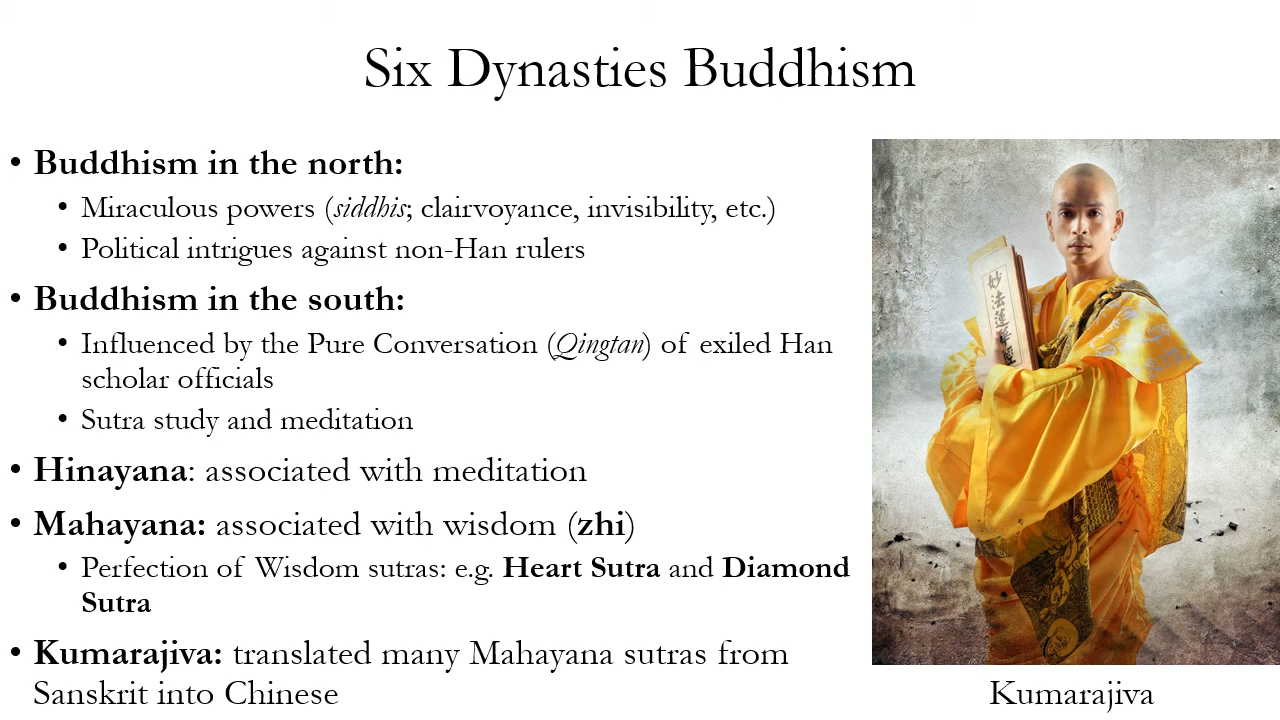 Six Dynasties Buddhism
• Buddhism in the north:
• Miraculous powers (siddhis; clairvoyance, invisibility, etc.)
• Political intrigues against non-Han rulers
• Buddhism in the south:
• Influenced by the Pure Conversation (Qingtan) of exiled Han
scholar officials
• Sutra study and meditation
• Hinayana: associated with meditation
• Mahayana: associated with wisdom (zhi)
• Perfection of Wisdom sutras: e.g. Heart Sutra and Diamond
Sutra
• Kumarajiva: translated many Mahayana sutras from
Sanskrit into Chinese
妙法蓮華
Kumarajiva